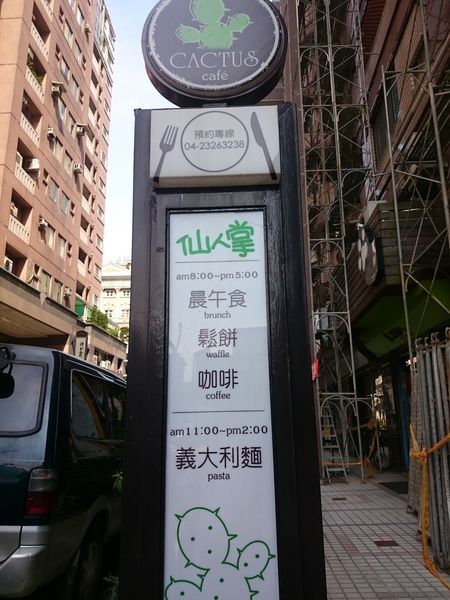 CACTUS
café
預約專線
04-23263238
仙人掌
am8:00~pm5:00
晨午食
brunch
鬆餅
waffle
咖啡
coffee
am11:00~pm2:00
義大利麵
pasta